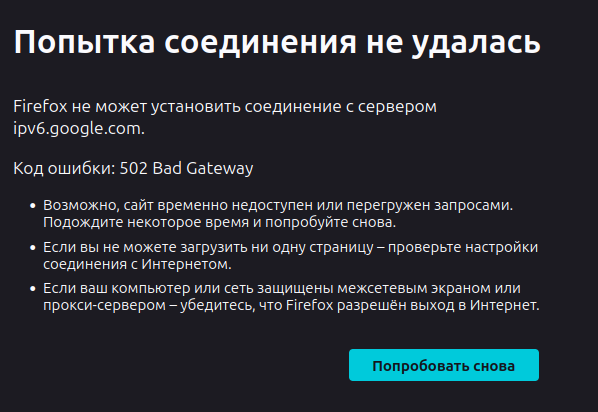 Попытка соединения не удалась
Firefox не может установить соединение с сервером
ipv6.google.com.
Код ошибки: 502 Bad Gateway
• Возможно, сайт временно недоступен или перегружен запросами.
Подождите некоторое время и попробуйте снова.
• Если вы не можете загрузить ни одну страницу – проверьте настройки
соединения с Интернетом.
• Если ваш компьютер или сеть защищены межсетевым экраном или
прокси-сервером – убедитесь, что Firefox разрешён выход в Интернет.
Попробовать снова